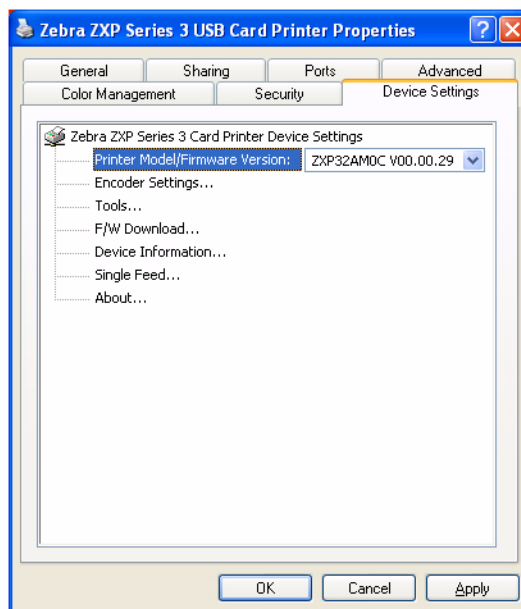 Zebra ZXP Series 3 USB Card Printer Properties
General Sharing Ports Advanced
Color Management Security Device Settings
Zebra ZXP Series 3 Card Printer Device Settings
Printer Model/Firmware Version: ZXP32AM0C V00.00.29
Encoder Settings...
Tools...
F/W Download...
Device Information...
Single Feed...
About...
OK Cancel Apply